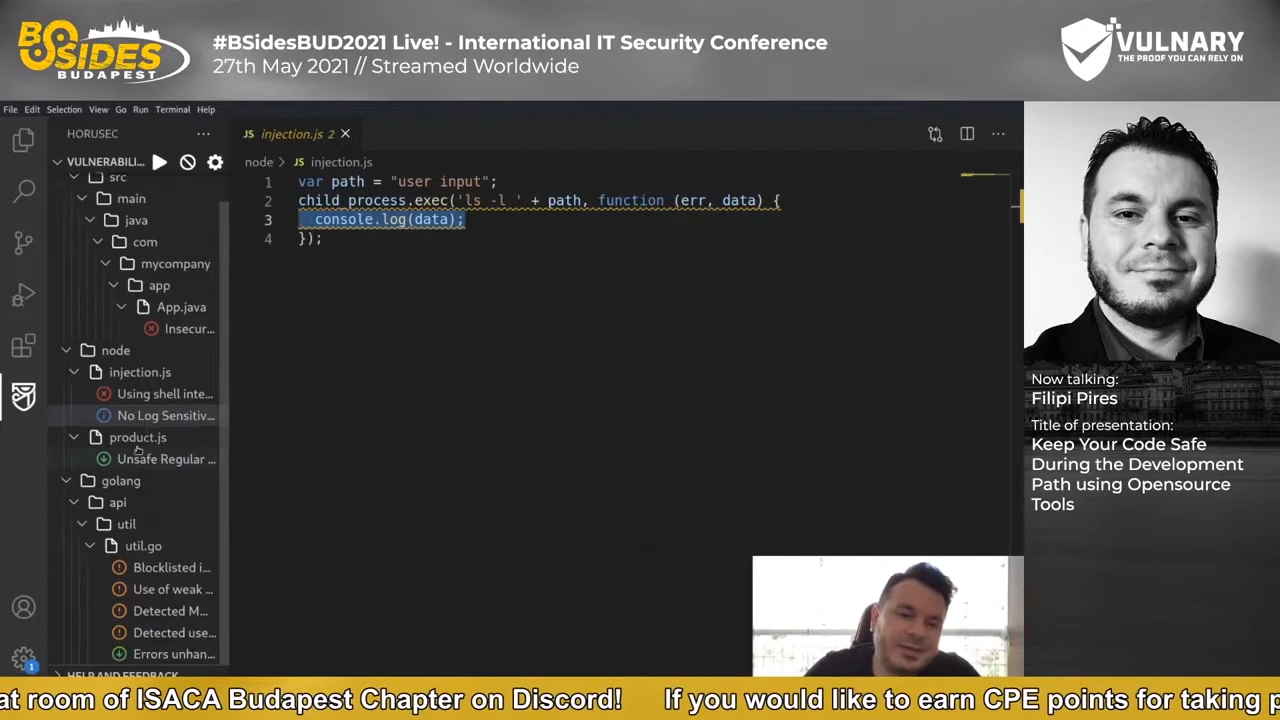 BSIDES
BUDAPEST
#BSidesBUD2021 Live! - International IT Security Conference
27th May 2021 // Streamed Worldwide
VULNARY
THE PROOF YOU CAN RELY ON
File Edit Selection View Go Run Terminal Help
HORUSEC
VULNERABILI...
src
main
java
com
mycompany
app
App.java
Insecur...
node
injection.js
Using shell inte...
No Log Sensitiv...
product.js
Unsafe Regular ...
golang
api
util
util.go
Blocklisted i...
Use of weak ...
Detected M...
Detected use...
Errors unhan...
HELP AND FEEDBACK
1
JS injection.js 2
node > JS injection.js
1 var path = "user input";
2 child_process.exec('ls -l ' + path, function (err, data) {
3 console.log(data);
4 });
Now talking:
Filipi Pires
Title of presentation:
Keep Your Code Safe
During the Development
Path using Opensource
Tools
at room of ISACA Budapest Chapter on Discord! If you would like to earn CPE points for taking p